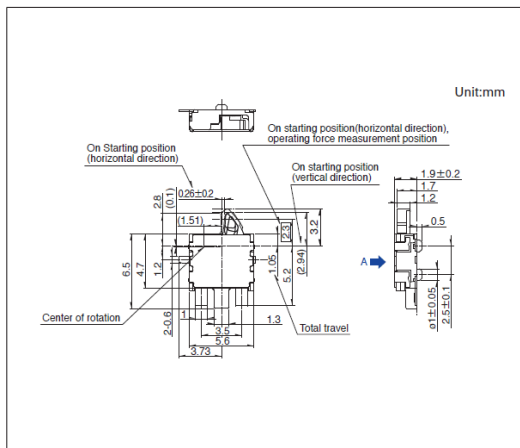 Unit:mm
On starting position(horizontal direction),
operating force measurement position
On Starting position
(horizontal direction)
On starting position
(vertical direction)
1.9±0.2
1.7
1.2
0.26±0.2
2.8
(0.1)
(1.51)
2.3
3.2
0.5
(2.94)
6.5
4.7
1.2
1.05
5.2
A
ø1±0.05
2.5±0.1
Center of rotation
2-0.6
1
1.3
Total travel
3.5
5.6
3.73